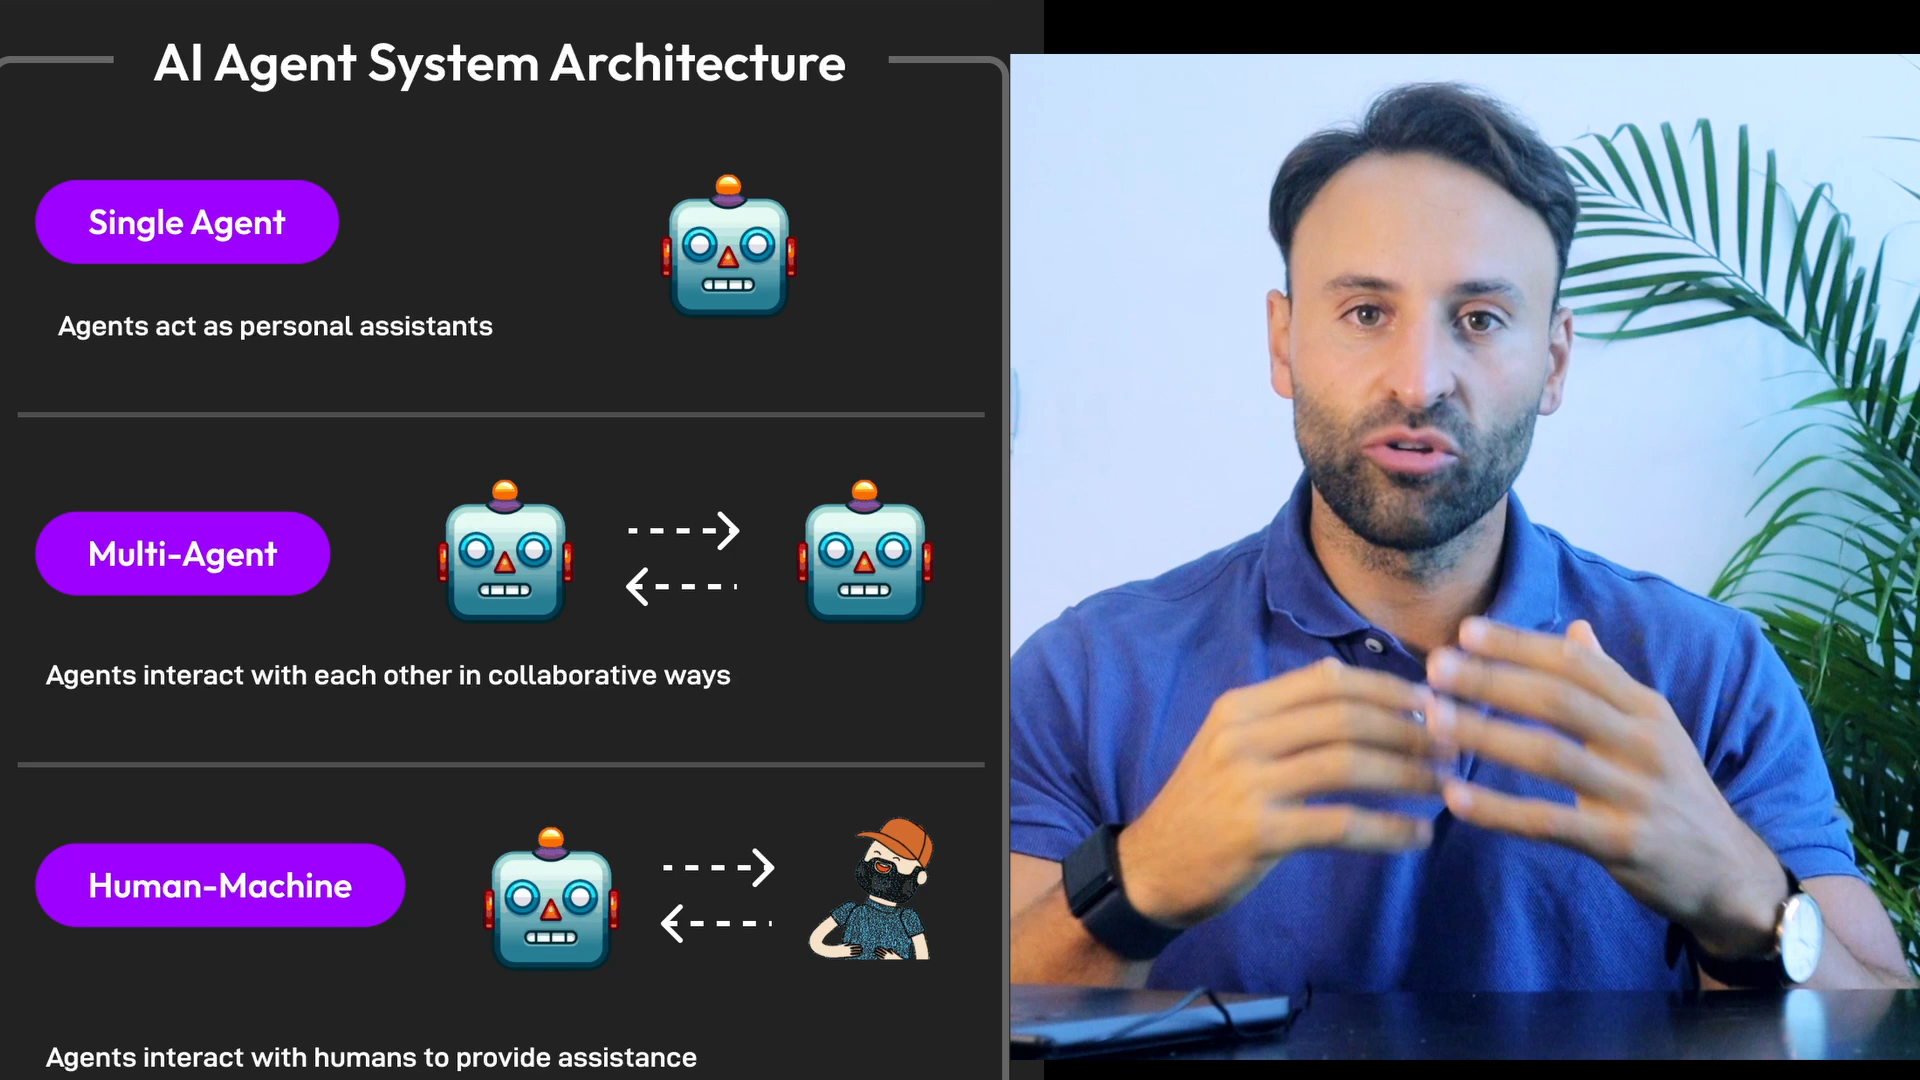 AI Agent System Architecture
Single Agent
Agents act as personal assistants
Multi-Agent
Agents interact with each other in collaborative ways
Human-Machine
Agents interact with humans to provide assistance